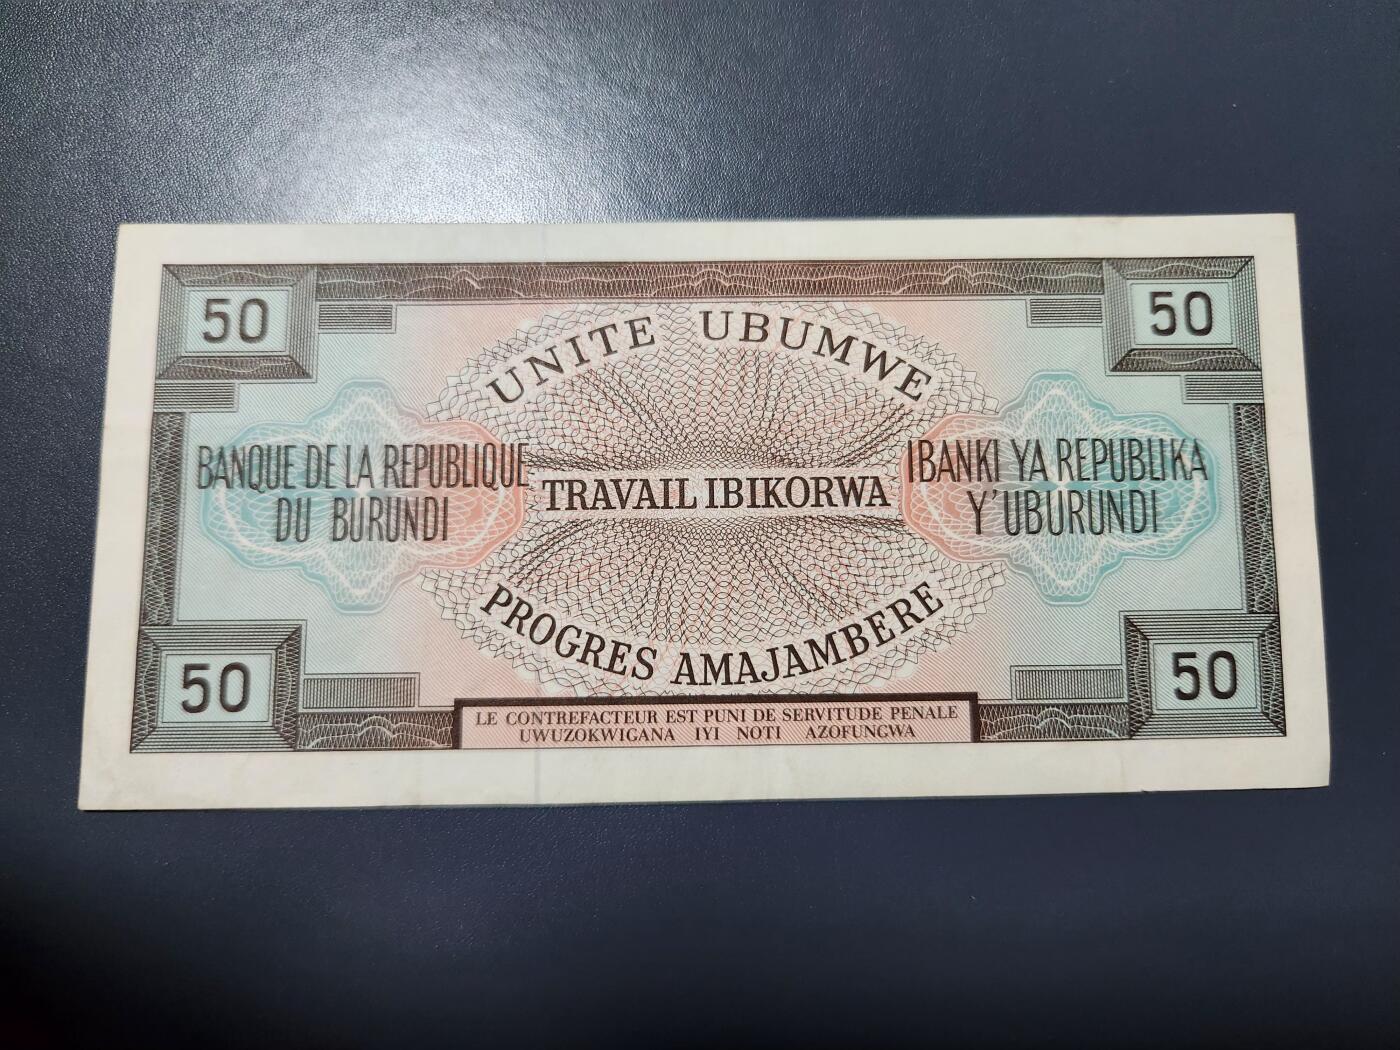 50
50
UNITE UBUMWE
BANQUE DE LA REPUBLIQUE
DU BURUNDI
TRAVAIL IBIKORWA
IBANKI YA REPUBLIKA
Y'UBURUNDI
PROGRES AMAJAMBERE
50
50
LE CONTREFACTEUR EST PUNI DE SERVITUDE PENALE
UWUZOKWIGANA IYI NOTI AZOFUNGWA